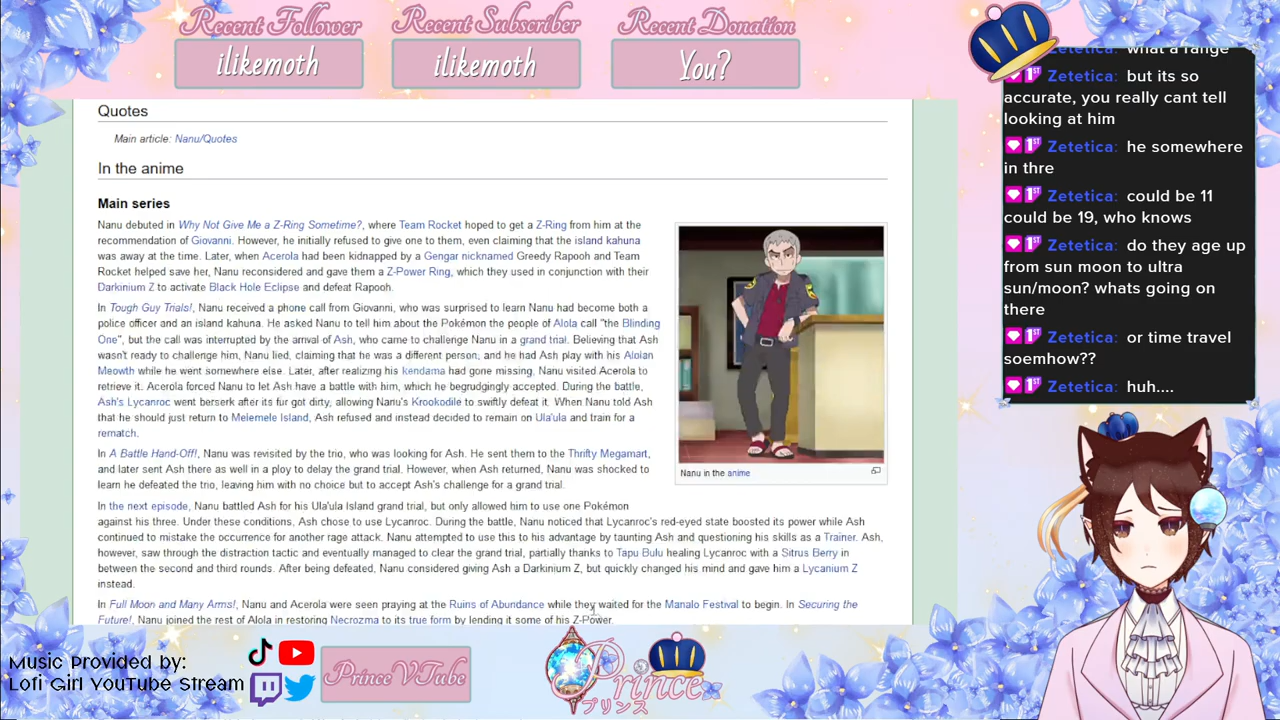 Recent Follower
Recent Subscriber
Recent Donation
ilikemoth
ilikemoth
You?
Quotes
Main article: Nanu/Quotes
In the anime
Main series
Nanu debuted in Why Not Give Me a Z-Ring Sometime?, where Team Rocket hoped to get a Z-Ring from him at the
recommendation of Giovanni. However, he initially refused to give one to them, even claiming that the island kahuna
was away at the time. Later, when Acerola had been kidnapped by a Gengar nicknamed Greedy Rapooh and Team
Rocket helped save her, Nanu reconsidered and gave them a Z-Power Ring, which they used in conjunction with their
Darkinium Z to activate Black Hole Eclipse and defeat Rapooh.
In Tough Guy Trials!, Nanu received a phone call from Giovanni, who was surprised to learn Nanu had become both a
police officer and an island kahuna. He asked Nanu to tell him about the Pokémon the people of Alola call "the Blinding
One", but the call was interrupted by the arrival of Ash, who came to challenge Nanu in a grand trial. Believing that Ash
wasn't ready to challenge him, Nanu lied, claiming that he was a different person, and he had Ash play with his Alolan
Meowth while he went somewhere else. Later, after realizing his kendama had gone missing, Nanu visited Acerola to
retrieve it. Acerola forced Nanu to let Ash have a battle with him, which he begrudgingly accepted. During the battle,
Ash's Lycanroc went berserk after its fur got dirty, allowing Nanu's Krookodile to swiftly defeat it. When Nanu told Ash
that he should just return to Melemele Island, Ash refused and instead decided to remain on Ula'ula and train for a
rematch.
In A Battle Hand-Off!, Nanu was revisited by the trio, who was looking for Ash. He sent them to the Thrifty Megamart,
and later sent Ash there as well in a ploy to delay the grand trial. However, when Ash returned, Nanu was shocked to
learn he defeated the trio, leaving him with no choice but to accept Ash's challenge for a grand trial.
In the next episode, Nanu battled Ash for his Ula'ula Island grand trial, but only allowed him to use one Pokémon
against his three. Under these conditions, Ash chose to use Lycanroc. During the battle, Nanu noticed that Lycanroc's red-eyed state boosted its power while Ash
continued to mistake the occurrence for another rage attack. Nanu attempted to use this to his advantage by taunting Ash and questioning his skills as a Trainer. Ash,
however, saw through the distraction tactic and eventually managed to clear the grand trial, partially thanks to Tapu Bulu healing Lycanroc with a Sitrus Berry in
between the second and third rounds. After being defeated, Nanu considered giving Ash a Darkinium Z, but quickly changed his mind and gave him a Lycanium Z
instead.
In Full Moon and Many Arms!, Nanu and Acerola were seen praying at the Ruins of Abundance while they waited for the Manalo Festival to begin. In Securing the
Future!, Nanu joined the rest of Alola in restoring Necrozma to its true form by lending it some of his Z-Power.
Nanu in the anime
Zetetica: what a range
1st Zetetica: but its so
accurate, you really cant tell
looking at him
1st Zetetica: he somewhere
in thre
1st Zetetica: could be 11
could be 19, who knows
1st Zetetica: do they age up
from sun moon to ultra
sun/moon? whats going on
there
1st Zetetica: or time travel
soemhow??
1st Zetetica: huh....
Music Provided by:
Lofi Girl YouTube Stream
PrinceVTube
Prince
プリンス